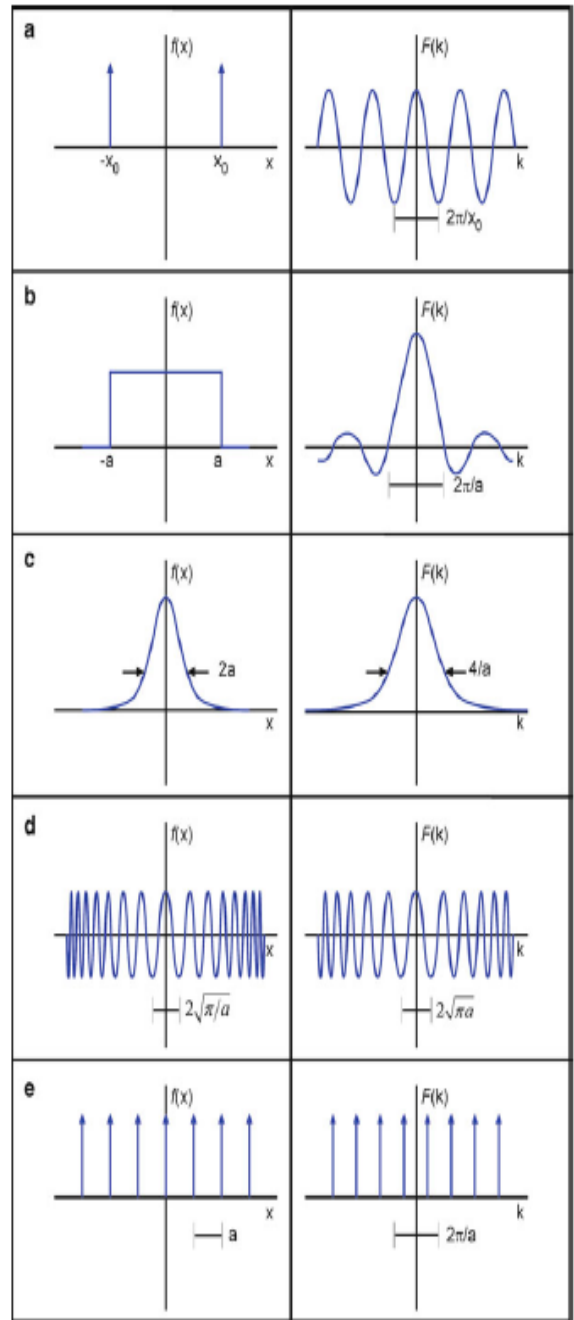 a
f(x)
F(k)
-x₀
x₀
x
k
2π/x₀
b
f(x)
F(k)
-a
a
x
k
2π/a
c
f(x)
F(k)
2a
4/a
x
k
d
f(x)
F(k)
x
k
2√π/a
2√πa
e
f(x)
F(k)
x
k
a
2π/a